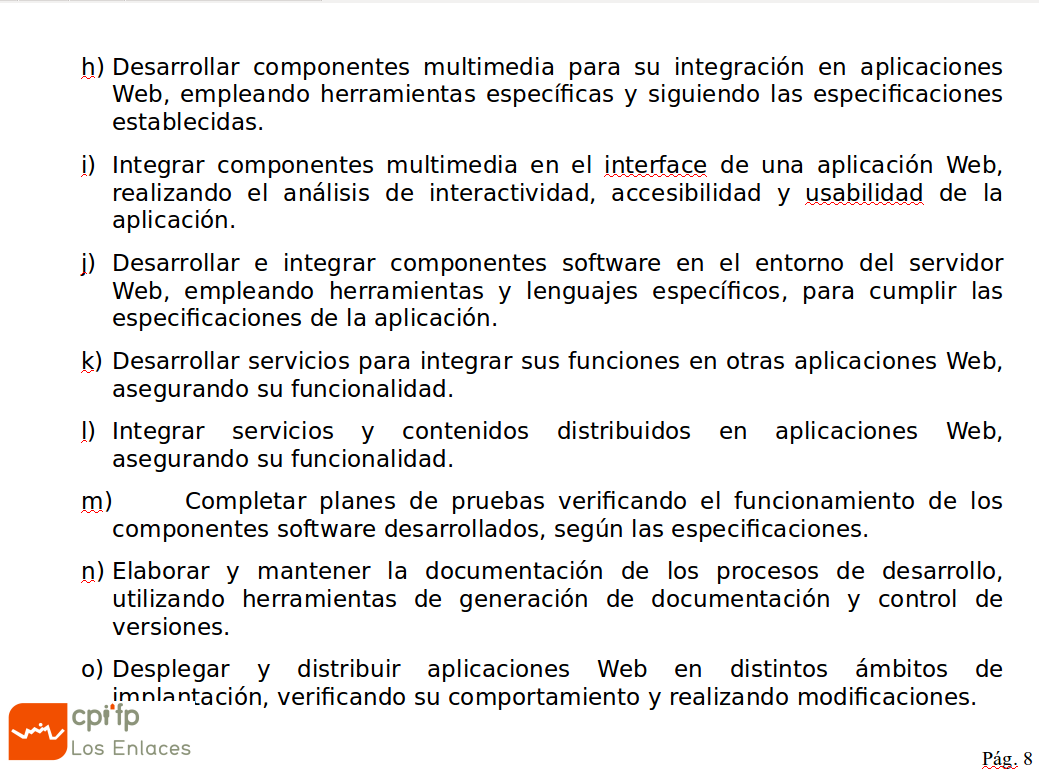 h) Desarrollar componentes multimedia para su integración en aplicaciones
Web, empleando herramientas específicas y siguiendo las especificaciones
establecidas.
i) Integrar componentes multimedia en el interface de una aplicación Web,
realizando el análisis de interactividad, accesibilidad y usabilidad de la
aplicación.
j) Desarrollar e integrar componentes software en el entorno del servidor
Web, empleando herramientas y lenguajes específicos, para cumplir las
especificaciones de la aplicación.
k) Desarrollar servicios para integrar sus funciones en otras aplicaciones Web,
asegurando su funcionalidad.
l) Integrar servicios y contenidos distribuidos en aplicaciones Web,
asegurando su funcionalidad.
m) Completar planes de pruebas verificando el funcionamiento de los
componentes software desarrollados, según las especificaciones.
n) Elaborar y mantener la documentación de los procesos de desarrollo,
utilizando herramientas de generación de documentación y control de
versiones.
o) Desplegar y distribuir aplicaciones Web en distintos ámbitos de
implantación, verificando su comportamiento y realizando modificaciones.
cpifp
Los Enlaces
Pág. 8